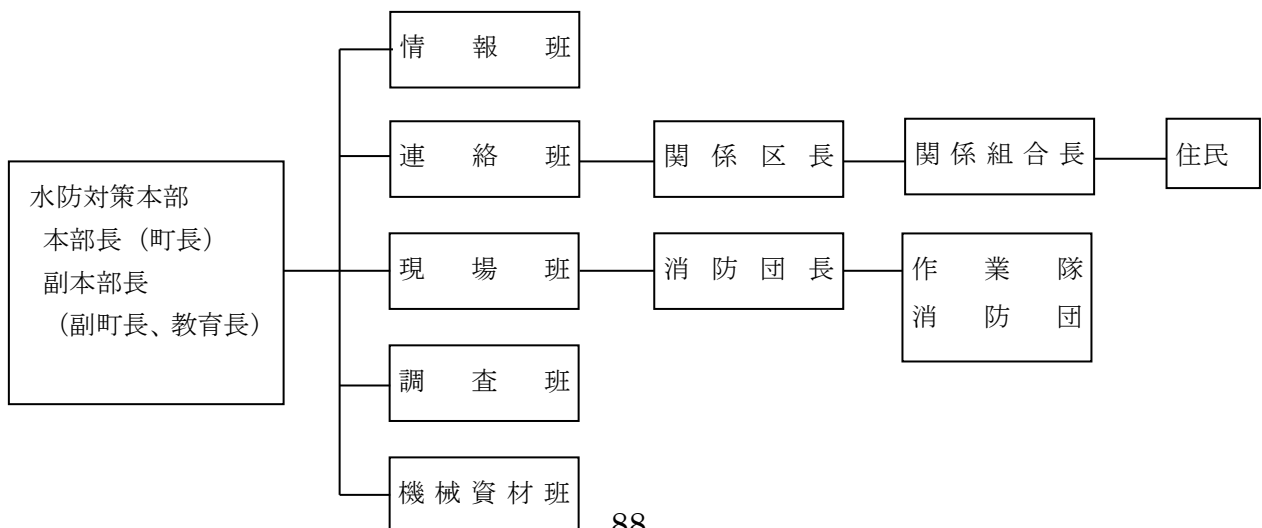 情報班
連絡班
関係区長
関係組合長
住民
水防対策本部
本部長（町長）
副本部長
（副町長、教育長）
現場班
消防団長
作業隊
消防団
調査班
機械資材班
88